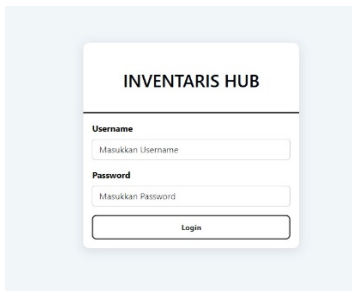 INVENTARIS HUB
Username
Masukkan Username
Password
Masukkan Password
Login